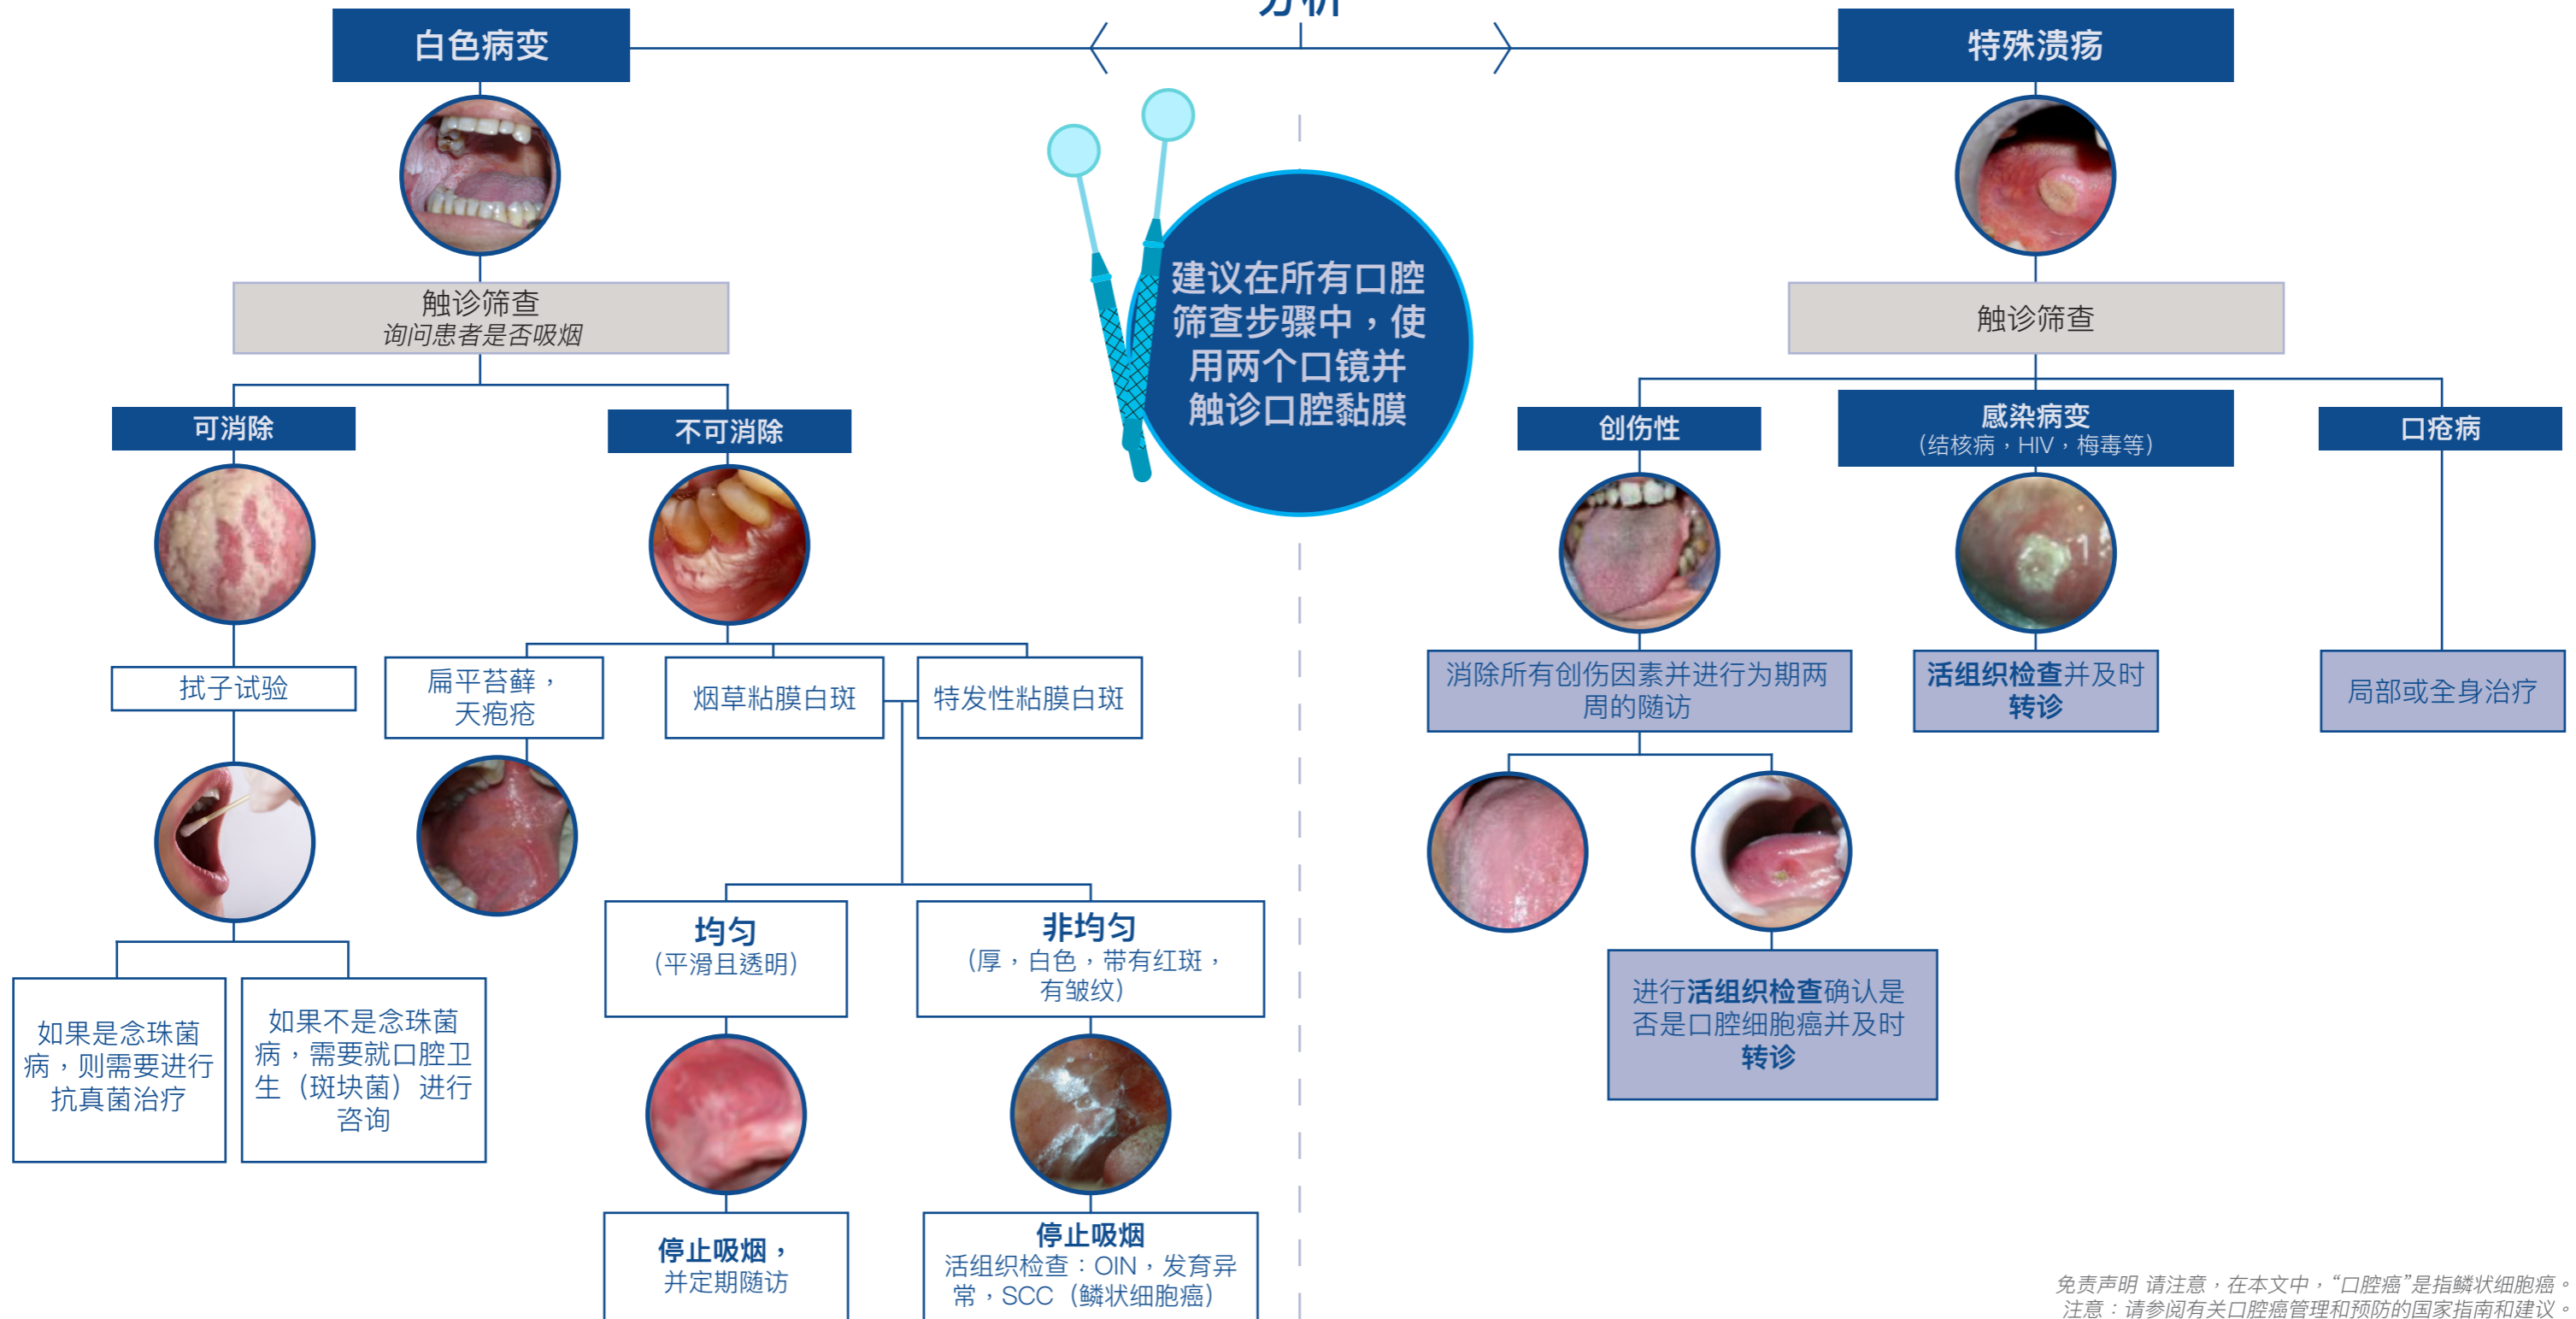 分析
白色病变
特殊溃疡
触诊筛查
询问患者是否吸烟
触诊筛查
建议在所有口腔
筛查步骤中，使
用两个口镜并
触诊口腔黏膜
可消除
不可消除
创伤性
感染病变
（结核病，HIV，梅毒等）
口疮病
拭子试验
扁平苔藓，
天疱疮
烟草粘膜白斑
特发性粘膜白斑
消除所有创伤因素并进行为期两
周的随访
活组织检查并及时
转诊
局部或全身治疗
均匀
（平滑且透明）
非均匀
（厚，白色，带有红斑，
有皱纹）
如果是念珠菌
病，则需要进行
抗真菌治疗
如果不是念珠菌
病，需要就口腔卫
生（斑块菌）进行
咨询
进行活组织检查确认是
否是口腔细胞癌并及时
转诊
停止吸烟，
并定期随访
停止吸烟
活组织检查：OIN，发育异
常，SCC（鳞状细胞癌）
免责声明 请注意，在本文中，“口腔癌”是指鳞状细胞癌。
注意：请参阅有关口腔癌管理和预防的国家指南和建议。